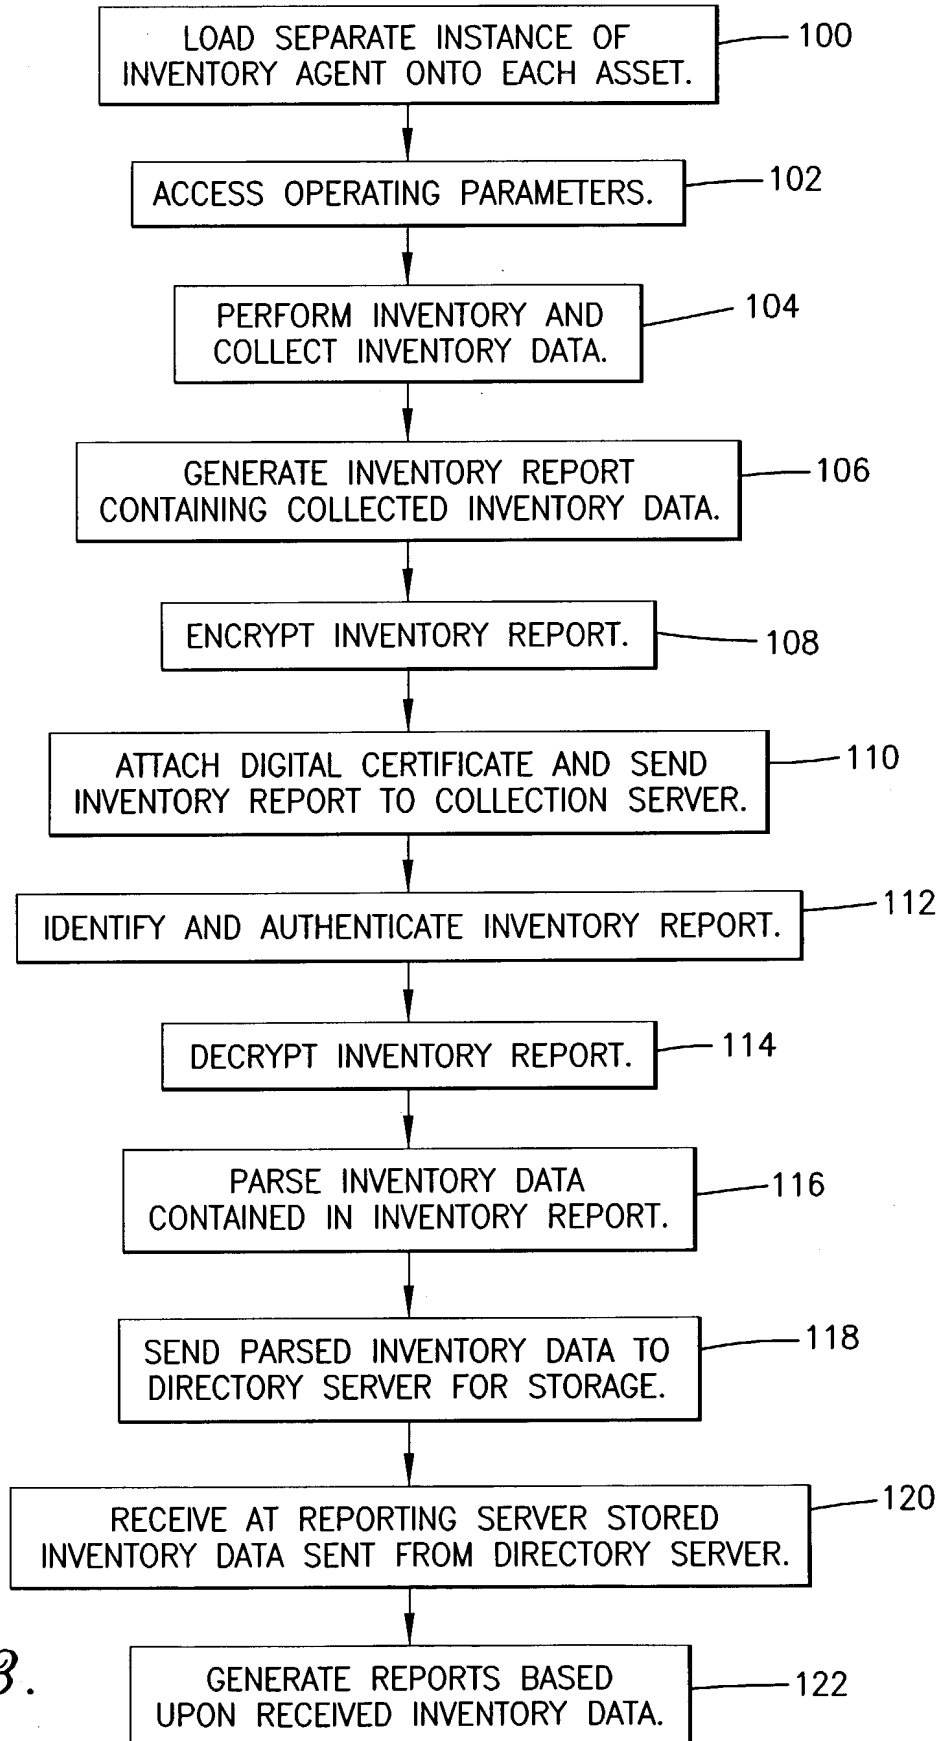 LOAD SEPARATE INSTANCE OF
INVENTORY AGENT ONTO EACH ASSET.
100
ACCESS OPERATING PARAMETERS.
102
PERFORM INVENTORY AND
COLLECT INVENTORY DATA.
104
GENERATE INVENTORY REPORT
CONTAINING COLLECTED INVENTORY DATA.
106
ENCRYPT INVENTORY REPORT.
108
ATTACH DIGITAL CERTIFICATE AND SEND
INVENTORY REPORT TO COLLECTION SERVER.
110
IDENTIFY AND AUTHENTICATE INVENTORY REPORT.
112
DECRYPT INVENTORY REPORT.
114
PARSE INVENTORY DATA
CONTAINED IN INVENTORY REPORT.
116
SEND PARSED INVENTORY DATA TO
DIRECTORY SERVER FOR STORAGE.
118
RECEIVE AT REPORTING SERVER STORED
INVENTORY DATA SENT FROM DIRECTORY SERVER.
120
GENERATE REPORTS BASED
UPON RECEIVED INVENTORY DATA.
122
3.